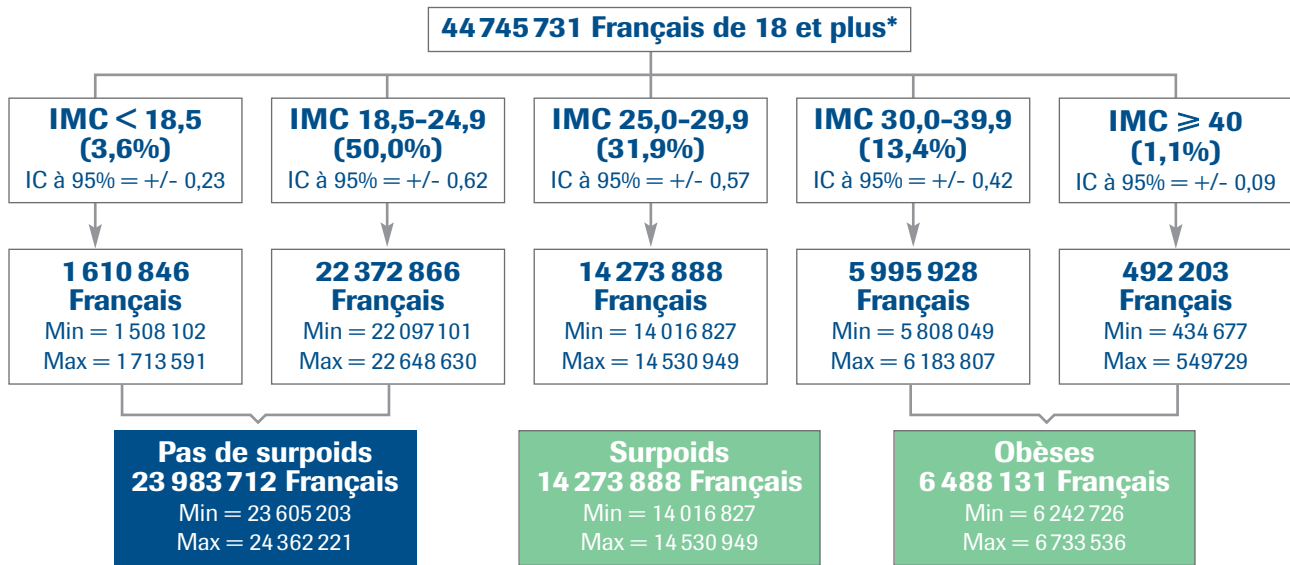 44 745 731 Français de 18 et plus*
IMC < 18,5
(3,6%)
IC à 95% = +/- 0,23
IMC 18,5-24,9
(50,0%)
IC à 95% = +/- 0,62
IMC 25,0-29,9
(31,9%)
IC à 95% = +/- 0,57
IMC 30,0-39,9
(13,4%)
IC à 95% = +/- 0,42
IMC ⩾ 40
(1,1%)
IC à 95% = +/- 0,09
1 610 846
Français
Min = 1 508 102
Max = 1 713 591
22 372 866
Français
Min = 22 097 101
Max = 22 648 630
14 273 888
Français
Min = 14 016 827
Max = 14 530 949
5 995 928
Français
Min = 5 808 049
Max = 6 183 807
492 203
Français
Min = 434 677
Max = 549729
Pas de surpoids
23 983 712 Français
Min = 23 605 203
Max = 24 362 221
Surpoids
14 273 888 Français
Min = 14 016 827
Max = 14 530 949
Obèses
6 488 131 Français
Min = 6 242 726
Max = 6 733 536